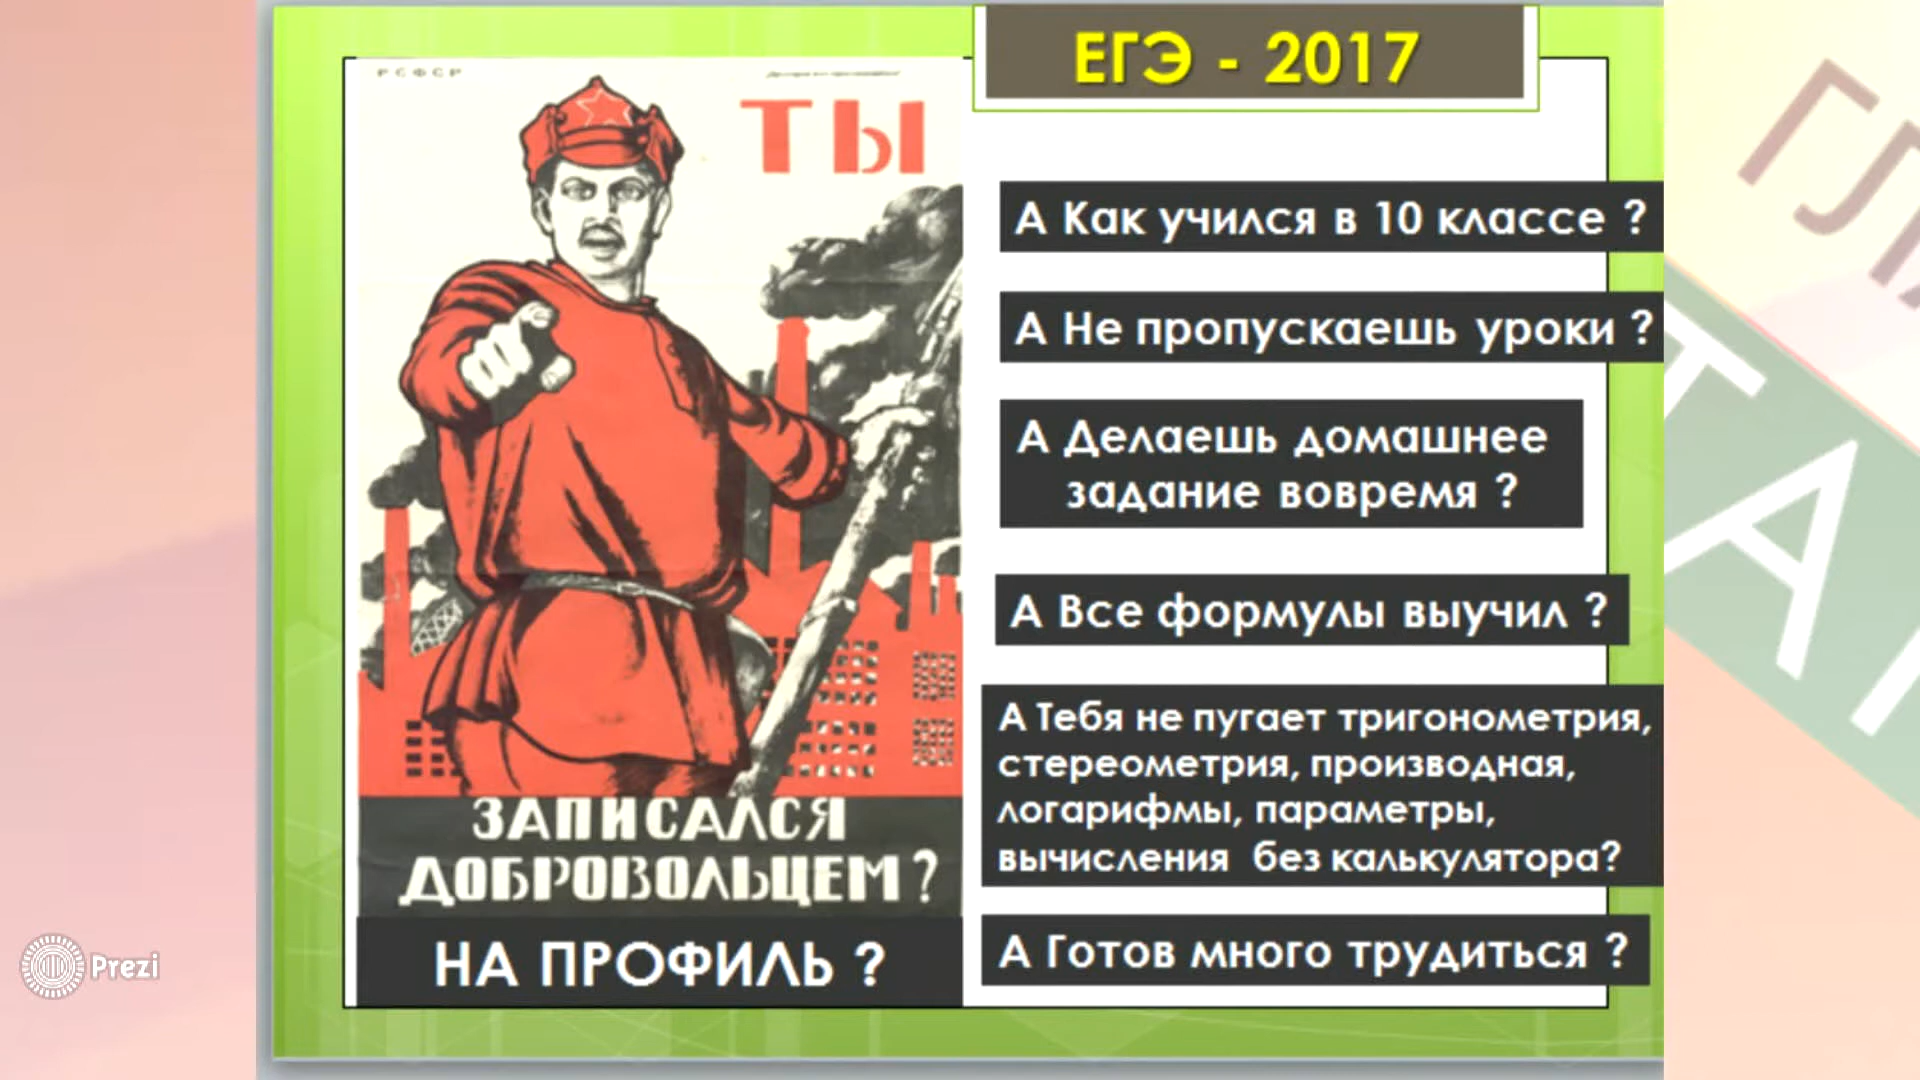 ЕГЭ - 2017
РСФСР
ТЫ
ЗАПИСАЛСЯ
ДОБРОВОЛЬЦЕМ?
НА ПРОФИЛЬ ?
А Как учился в 10 классе ?
А Не пропускаешь уроки ?
А Делаешь домашнее
задание вовремя ?
А Все формулы выучил ?
А Тебя не пугает тригонометрия,
стереометрия, производная,
логарифмы, параметры,
вычисления без калькулятора?
А Готов много трудиться ?
Prezi